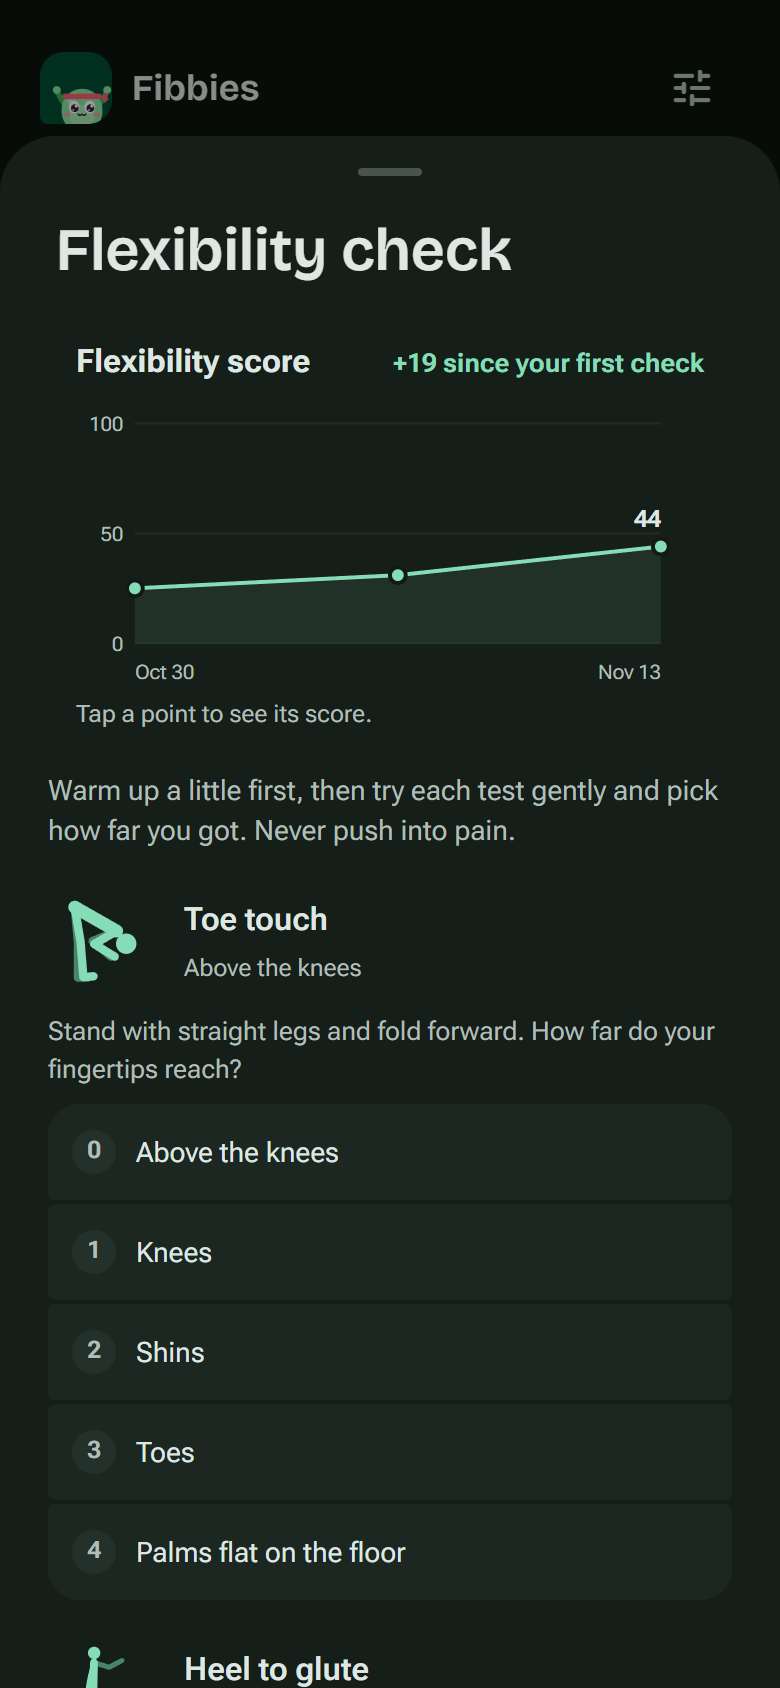 Fibbies
Flexibility check
Flexibility score
+19 since your first check
100
50
44
0
Oct 30
Nov 13
Tap a point to see its score.
Warm up a little first, then try each test gently and pick
how far you got. Never push into pain.
Toe touch
Above the knees
Stand with straight legs and fold forward. How far do your
fingertips reach?
0 Above the knees
1 Knees
2 Shins
3 Toes
4 Palms flat on the floor
Heel to glute